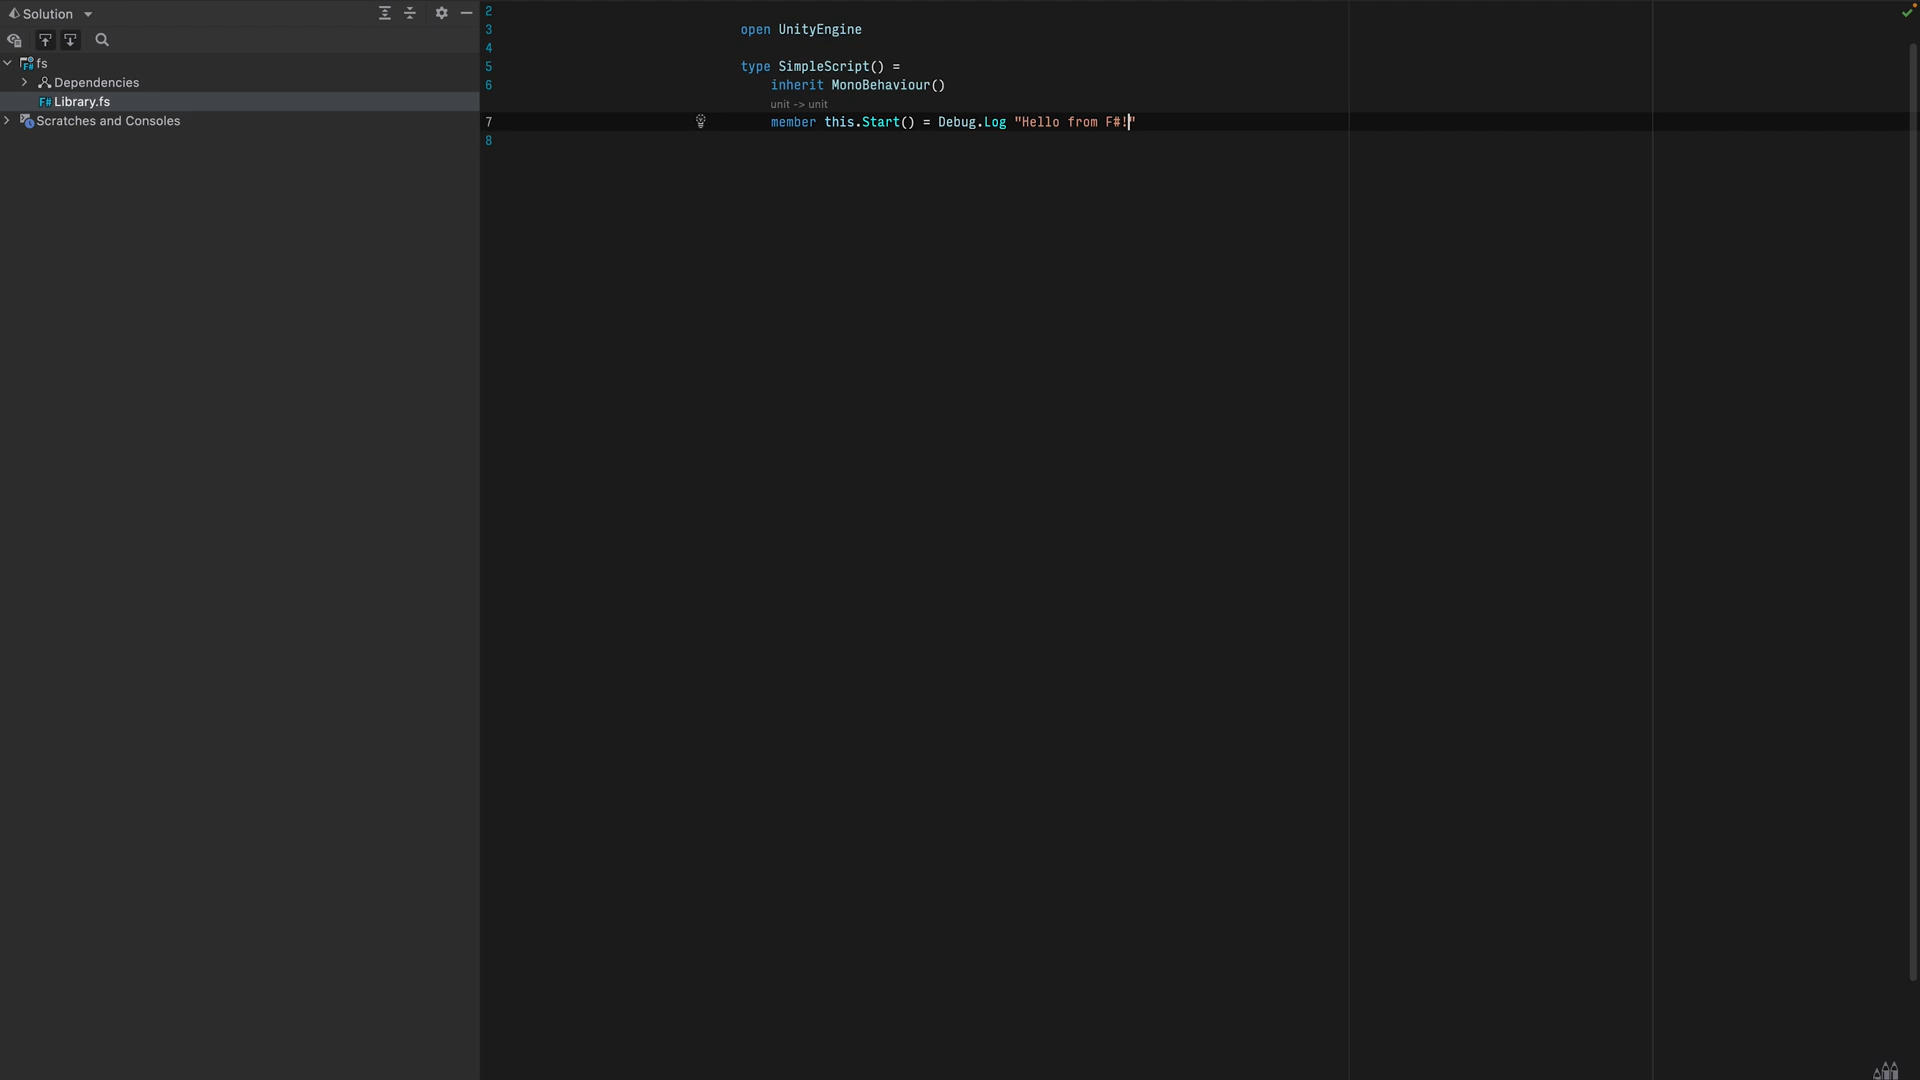 Solution
fs
Dependencies
F# Library.fs
Scratches and Consoles
2
3 open UnityEngine
4
5 type SimpleScript() =
6 inherit MonoBehaviour()
unit -> unit
7 member this.Start() = Debug.Log "Hello from F#!"
8